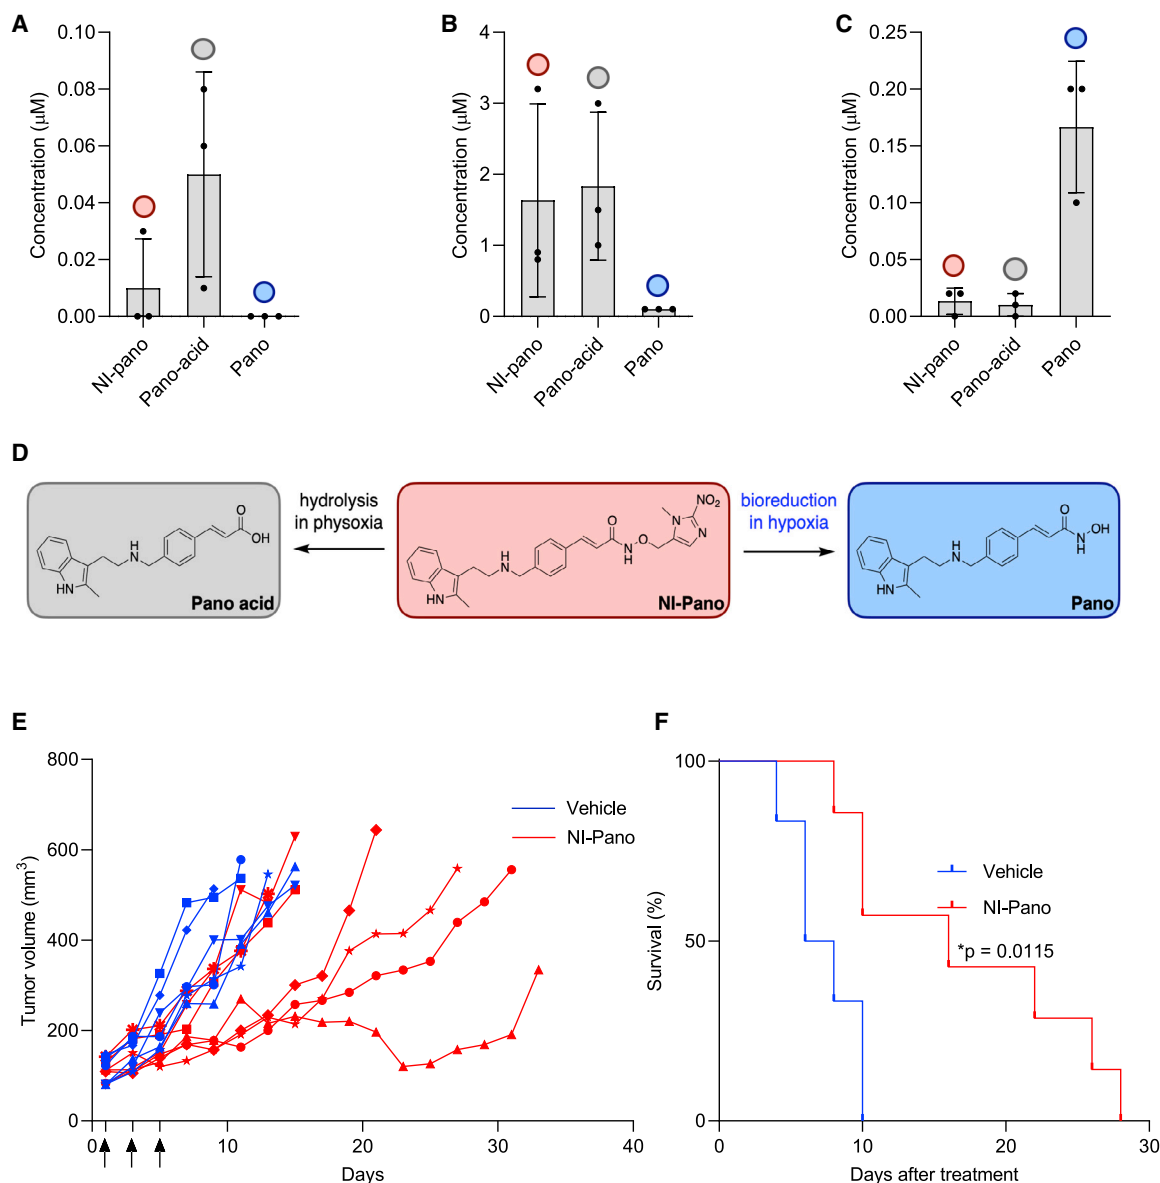 A
B
C
Concentration (μM)
0.10
0.08
0.06
0.04
0.02
0.00
NI-pano
Pano-acid
Pano
Concentration (μM)
4
3
2
1
0
NI-pano
Pano-acid
Pano
Concentration (μM)
0.25
0.20
0.15
0.10
0.05
0.00
NI-pano
Pano-acid
Pano
D
O
OH
H
N
HN
Pano acid
hydrolysis
in physoxia
NO2
N
N
O
O
N
H
H
N
HN
NI-Pano
bioreduction
in hypoxia
O
OH
N
H
H
N
HN
Pano
E
Tumor volume (mm3)
800
600
400
200
0
0
10
20
30
40
Days
Vehicle
NI-Pano
F
Survival (%)
100
50
0
0
10
20
30
Days after treatment
Vehicle
NI-Pano
*p = 0.0115